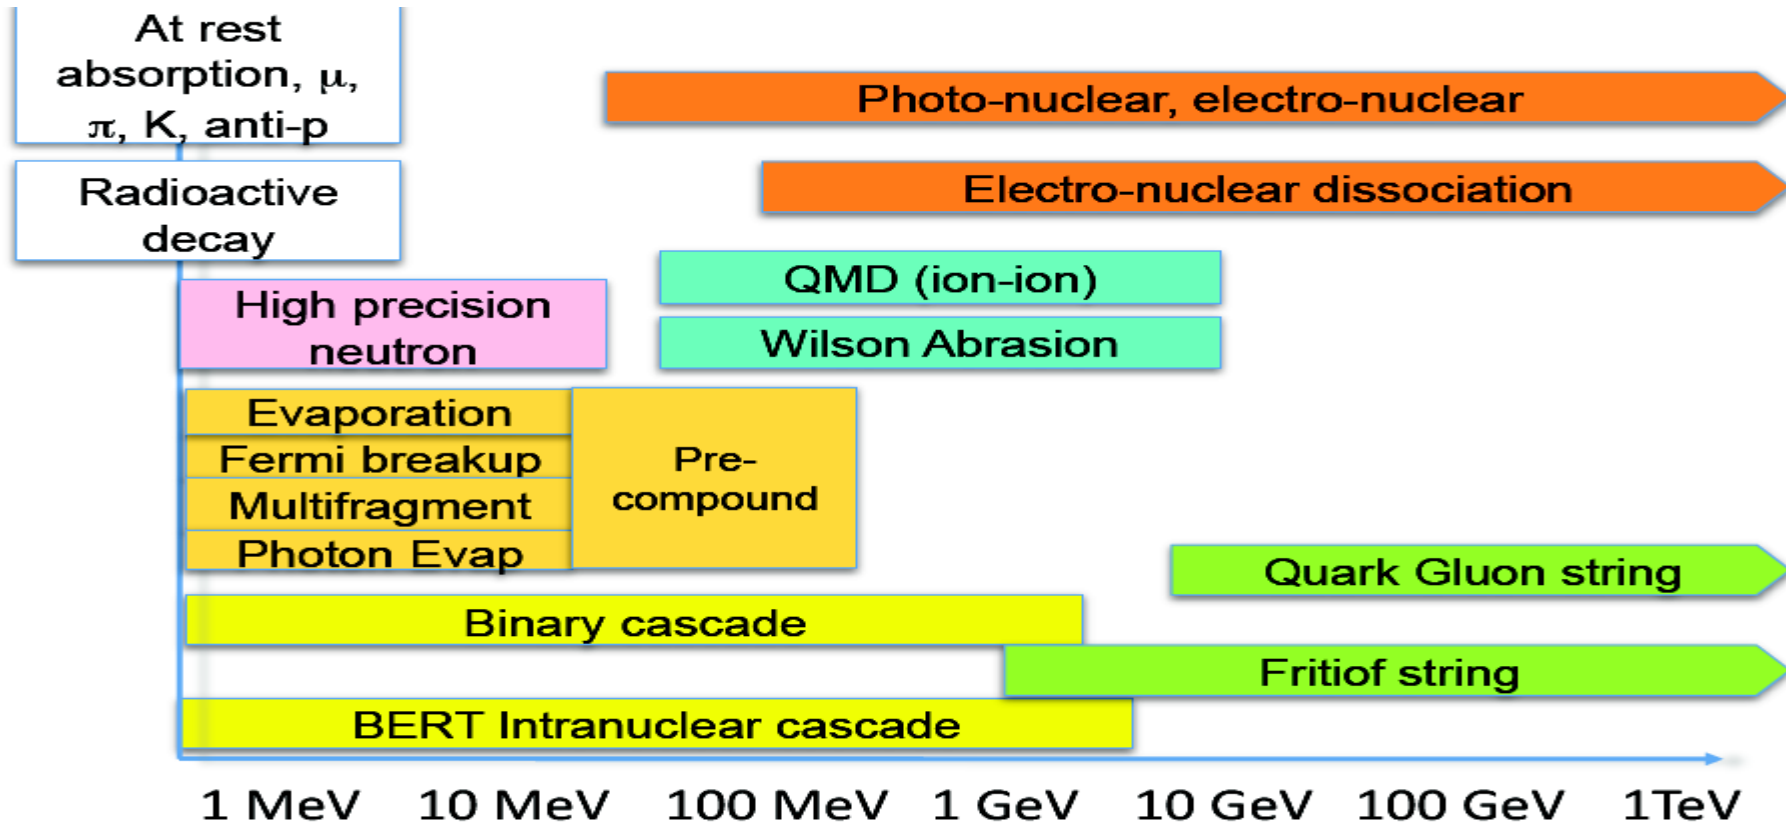 At rest
absorption, μ,
π, K, anti-p
Photo-nuclear, electro-nuclear
Radioactive
decay
Electro-nuclear dissociation
QMD (ion-ion)
High precision
neutron
Wilson Abrasion
Evaporation
Fermi breakup
Multifragment
Photon Evap
Pre-
compound
Quark Gluon string
Binary cascade
Fritiof string
BERT Intranuclear cascade
1 MeV 10 MeV 100 MeV 1 GeV 10 GeV 100 GeV 1TeV